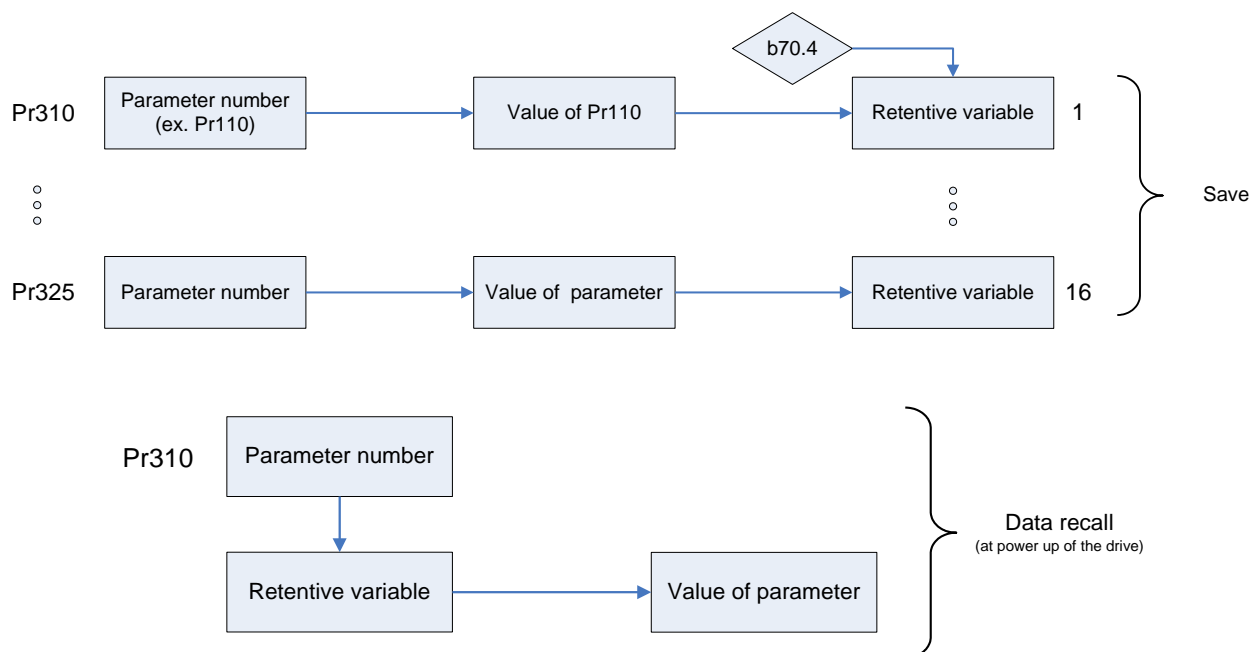 b70.4
Pr310
Parameter number
(ex. Pr110)
Value of Pr110
Retentive variable
1
Save
Pr325
Parameter number
Value of parameter
Retentive variable
16
Pr310
Parameter number
Retentive variable
Value of parameter
Data recall
(at power up of the drive)